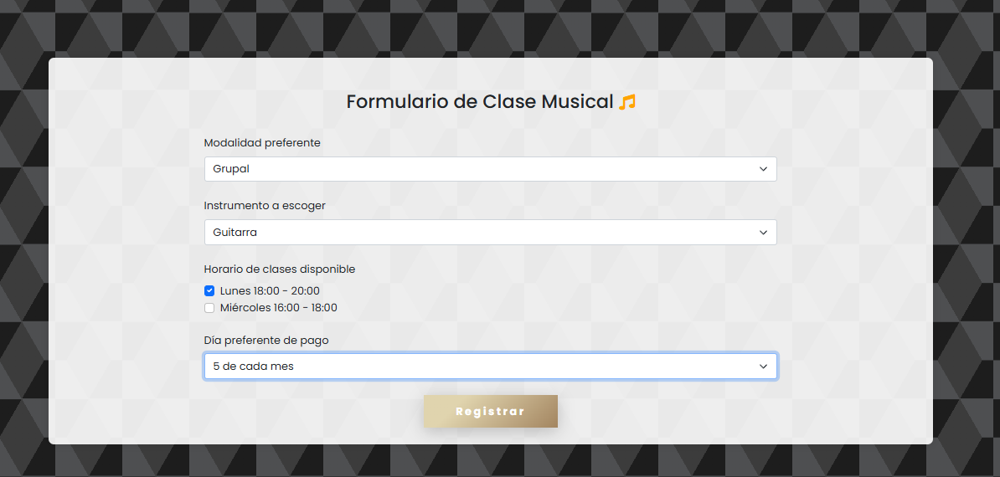 Formulario de Clase Musical
Modalidad preferente
Grupal
Instrumento a escoger
Guitarra
Horario de clases disponible
Lunes 18:00 - 20:00
Miércoles 16:00 - 18:00
Día preferente de pago
5 de cada mes
Registrar